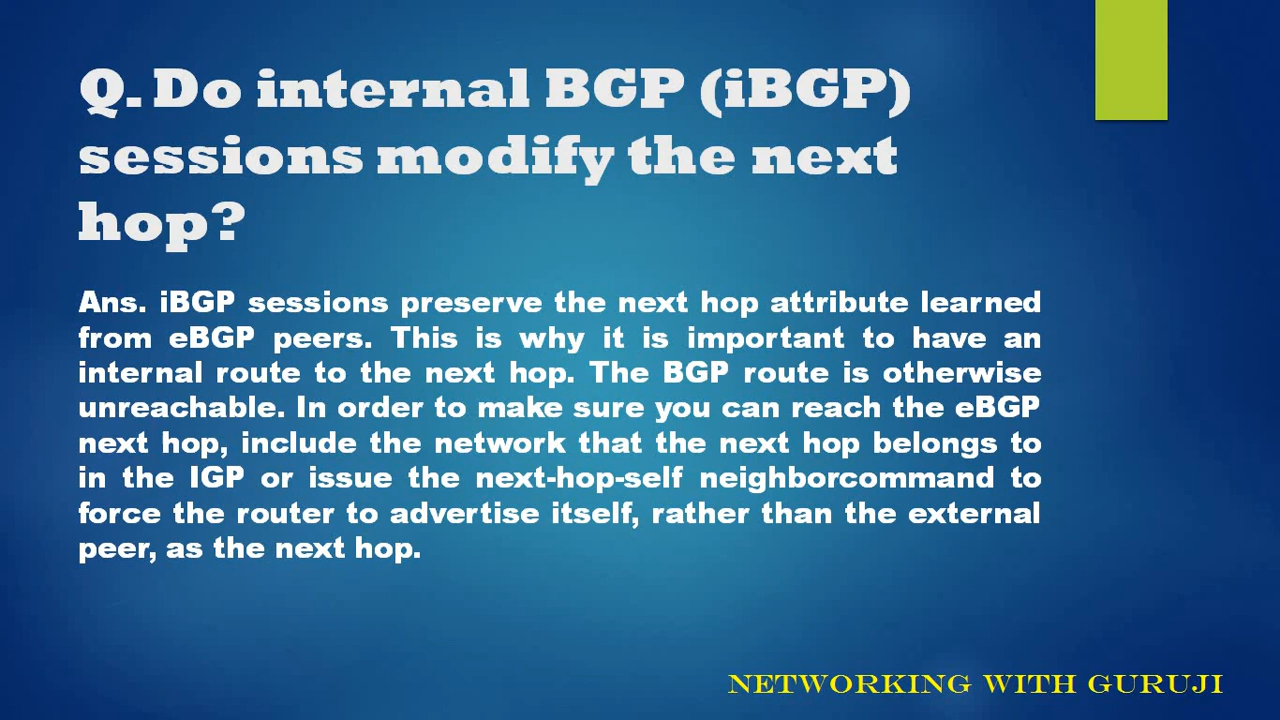 Q. Do internal BGP (iBGP)
sessions modify the next
hop?
Ans. iBGP sessions preserve the next hop attribute learned
from eBGP peers. This is why it is important to have an
internal route to the next hop. The BGP route is otherwise
unreachable. In order to make sure you can reach the eBGP
next hop, include the network that the next hop belongs to
in the IGP or issue the next-hop-self neighborcommand to
force the router to advertise itself, rather than the external
peer, as the next hop.
NETWORKING WITH GURUJI